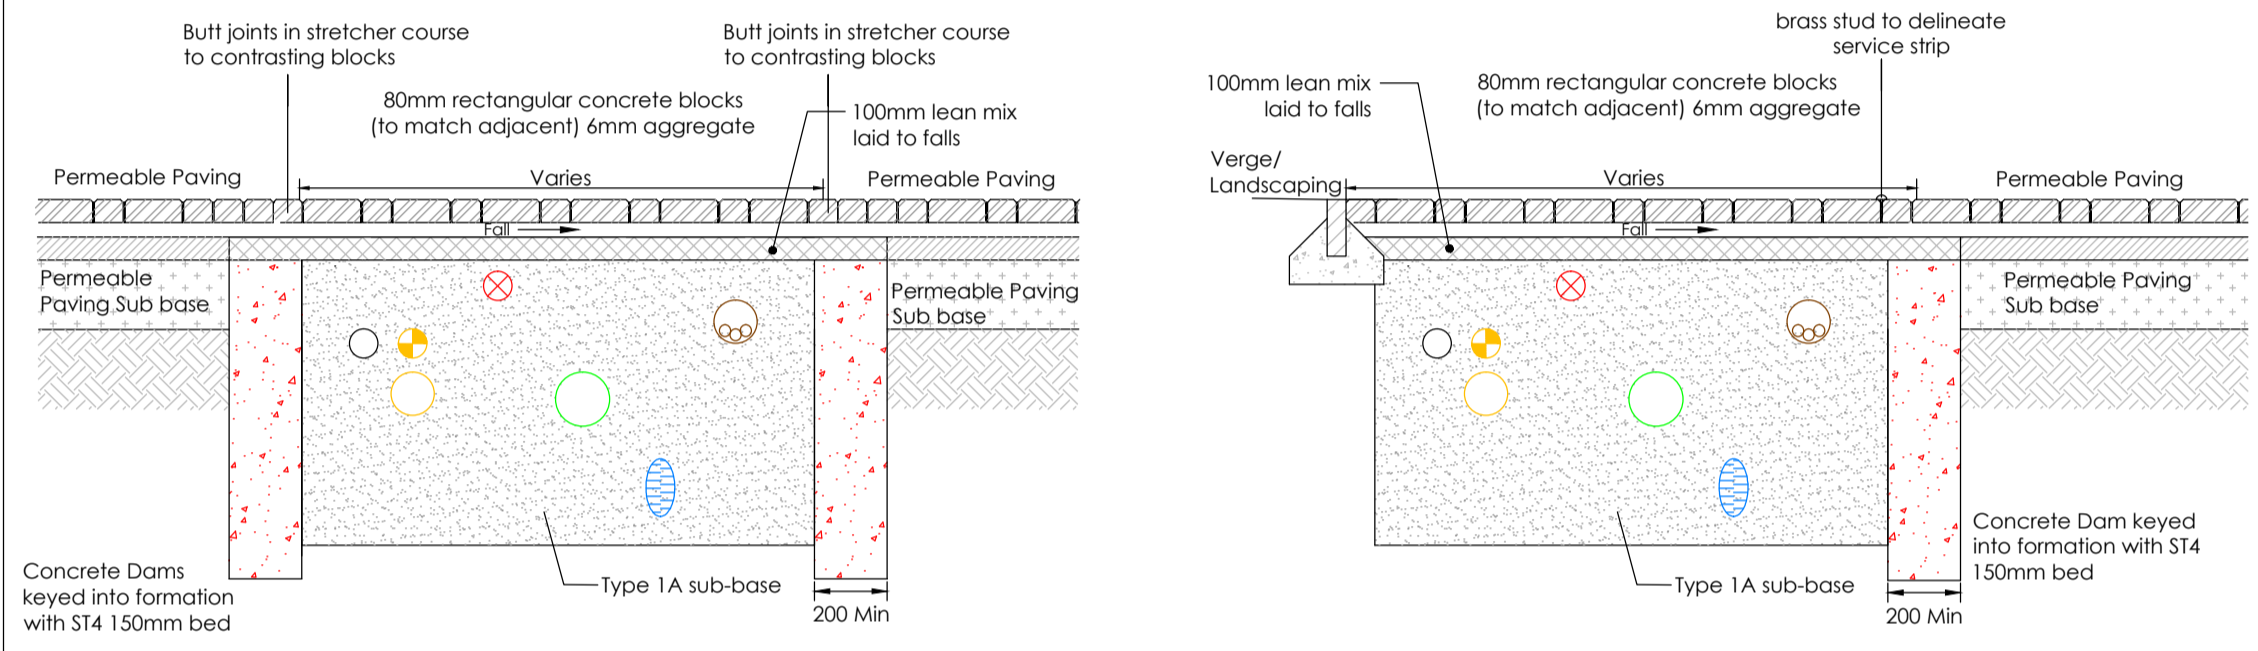 Butt joints in stretcher course
to contrasting blocks
Butt joints in stretcher course
to contrasting blocks
80mm rectangular concrete blocks
(to match adjacent) 6mm aggregate
100mm lean mix
laid to falls
Permeable Paving
Varies
Permeable Paving
Fall
Permeable
Paving Sub base
Permeable Paving
Sub base
Concrete Dams
keyed into formation
with ST4 150mm bed
Type 1A sub-base
200 Min
brass stud to delineate
service strip
100mm lean mix
laid to falls
80mm rectangular concrete blocks
(to match adjacent) 6mm aggregate
Verge/
Landscaping
Varies
Permeable Paving
Fall
Permeable Paving
Sub base
Concrete Dam keyed
into formation with ST4
150mm bed
Type 1A sub-base
200 Min